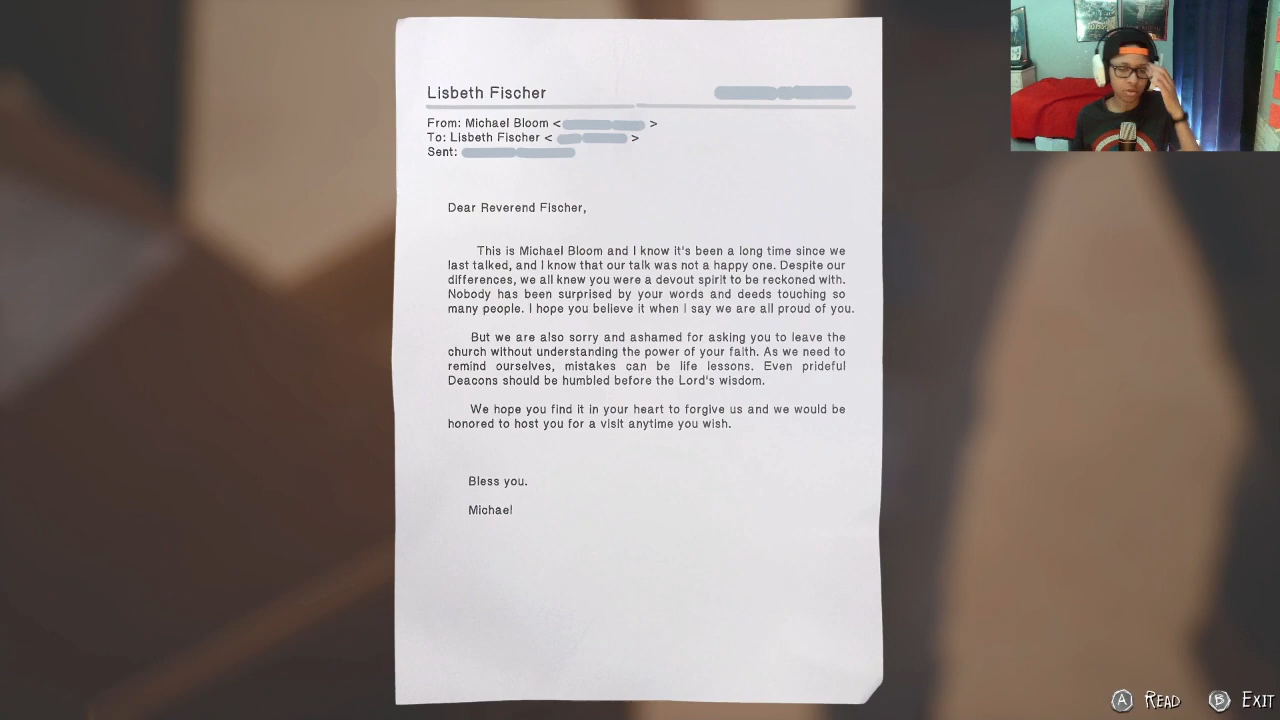 Lisbeth Fischer
From: Michael Bloom < >
To: Lisbeth Fischer < >
Sent:
Dear Reverend Fischer,
This is Michael Bloom and I know it's been a long time since we
last talked, and I know that our talk was not a happy one. Despite our
differences, we all knew you were a devout spirit to be reckoned with.
Nobody has been surprised by your words and deeds touching so
many people. I hope you believe it when I say we are all proud of you.
But we are also sorry and ashamed for asking you to leave the
church without understanding the power of your faith. As we need to
remind ourselves, mistakes can be life lessons. Even prideful
Deacons should be humbled before the Lord's wisdom.
We hope you find it in your heart to forgive us and we would be
honored to host you for a visit anytime you wish.
Bless you.
Michael
A READ B EXIT